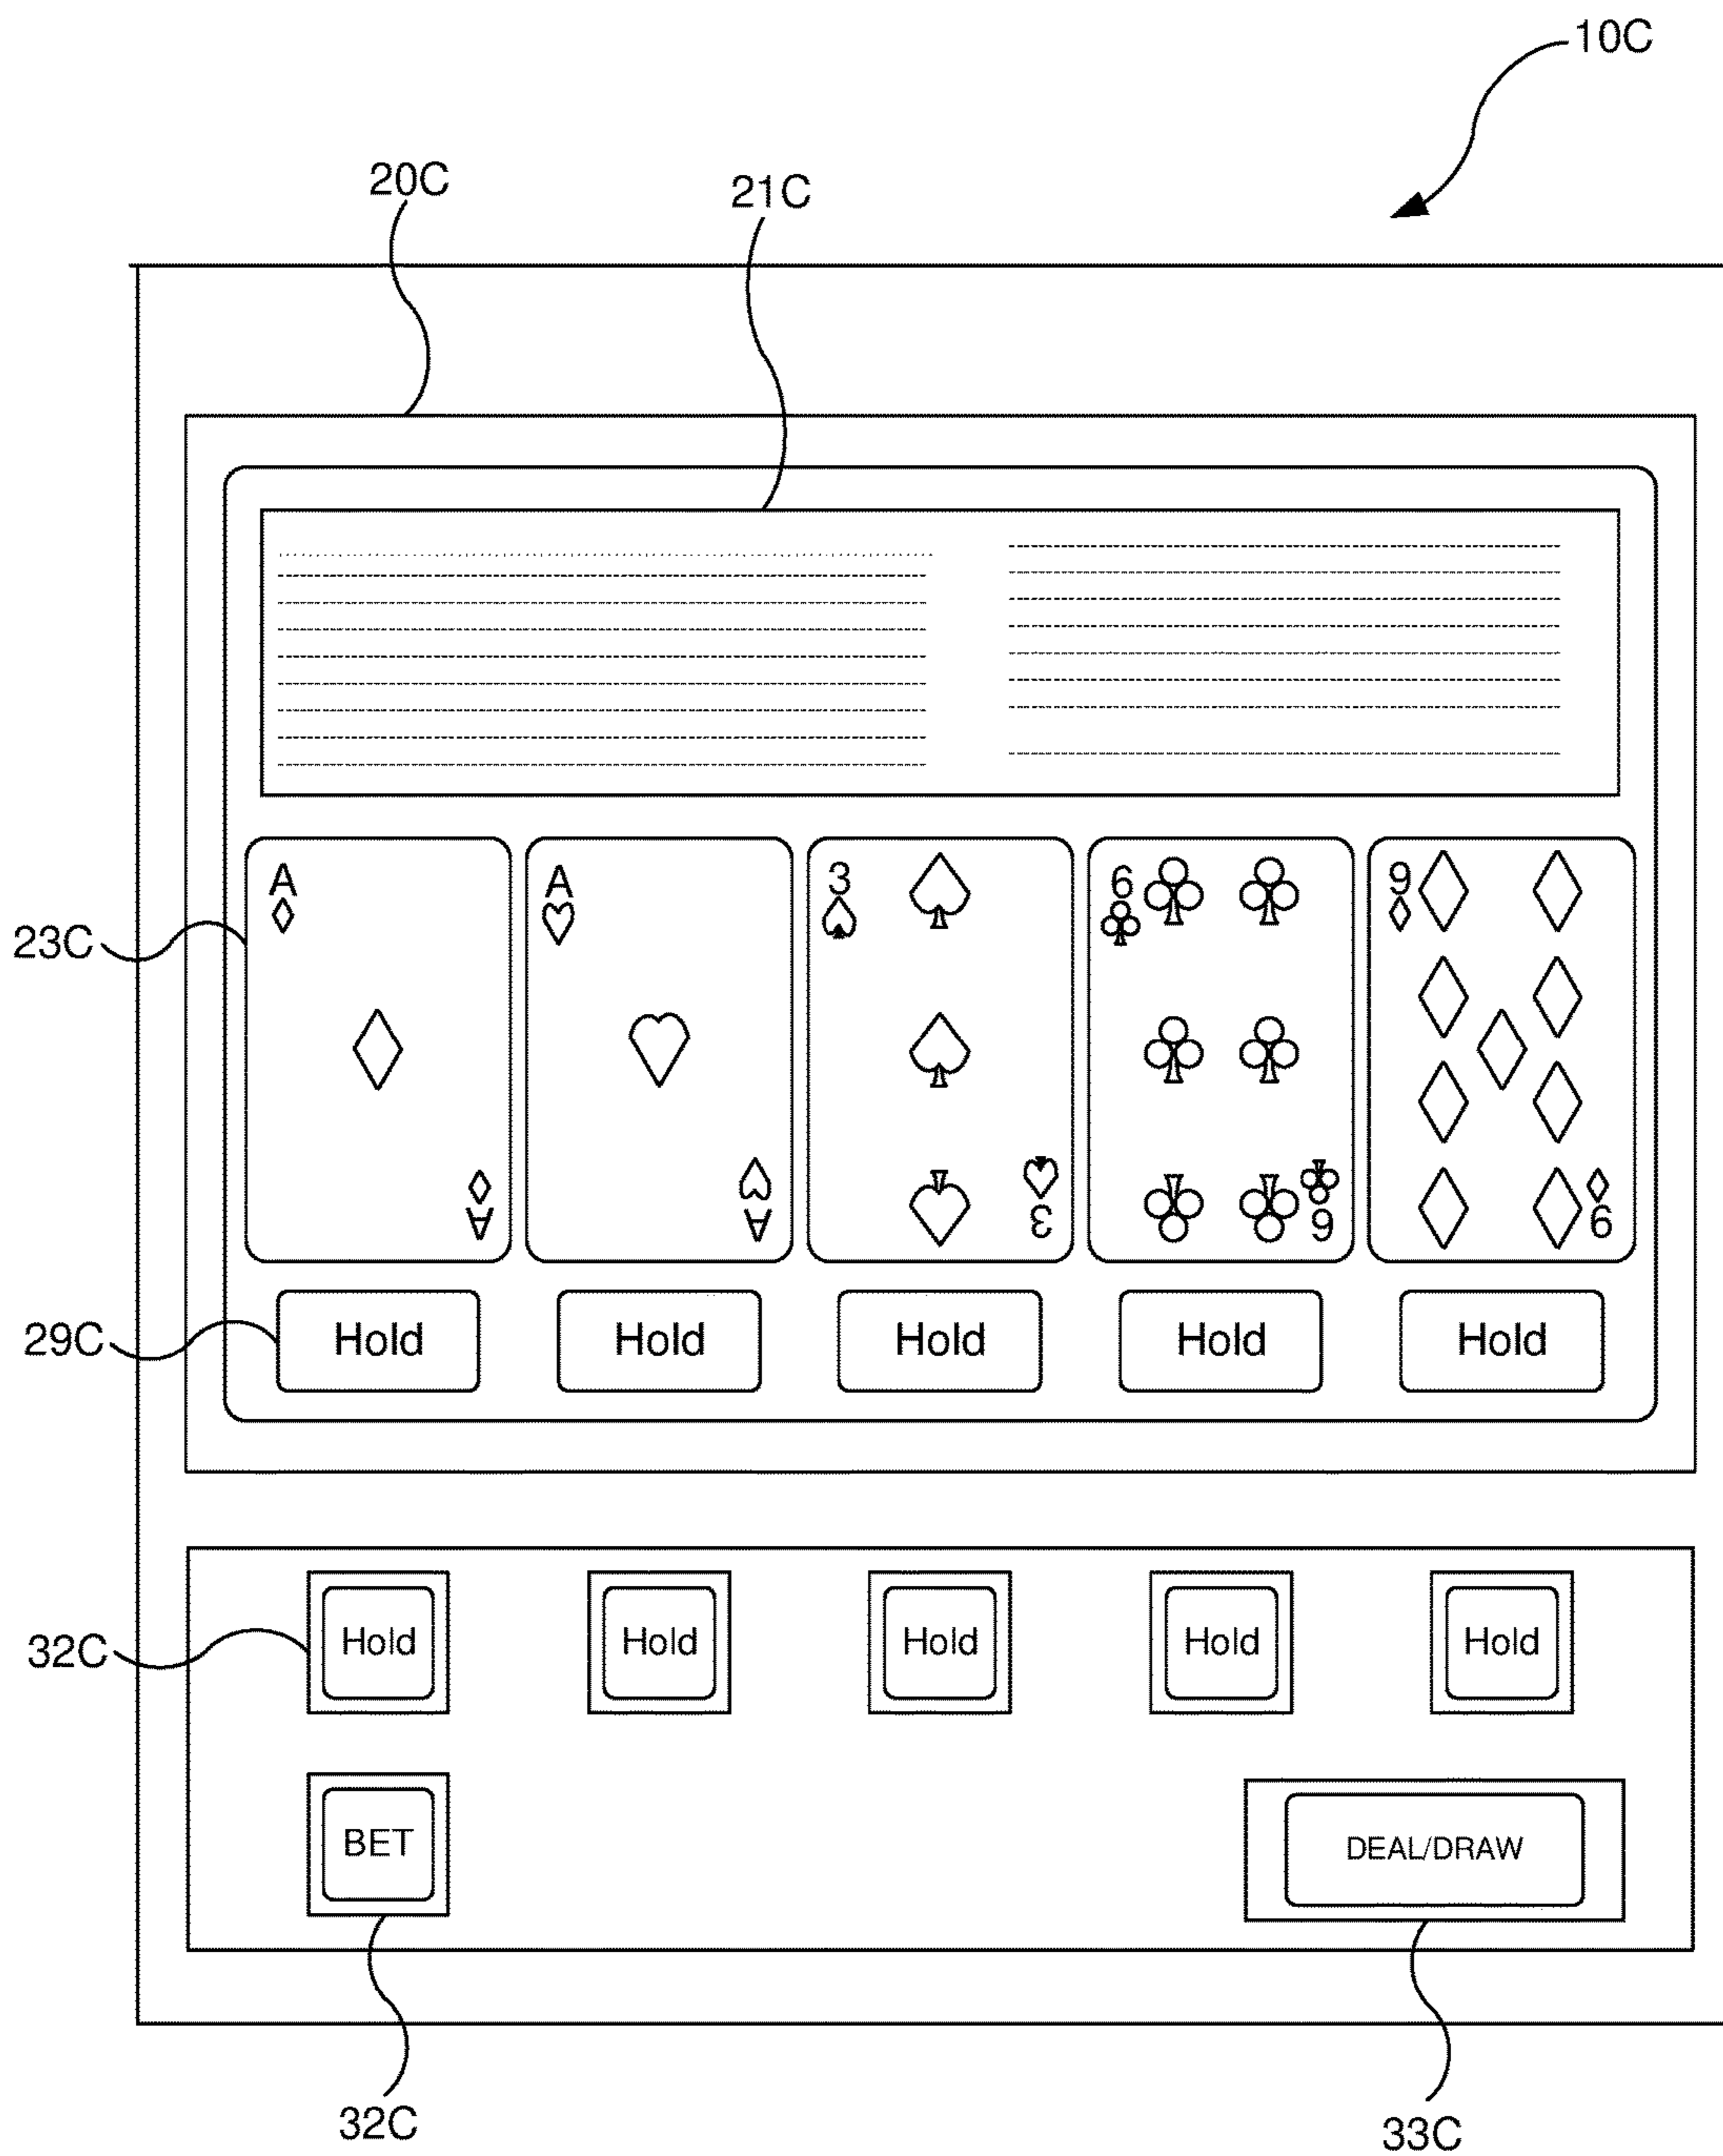 10C
20C
21C
A A 3 6 9
23C
A A 3 6 9
29C Hold Hold Hold Hold Hold
32C Hold Hold Hold Hold Hold
BET DEAL/DRAW
32C 33C